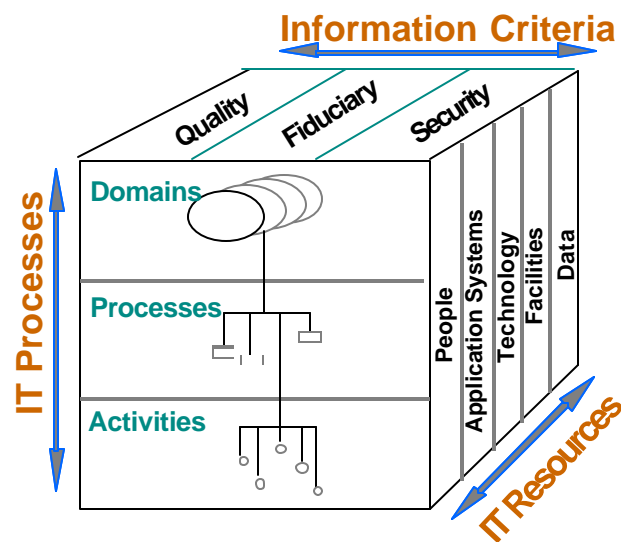 Information Criteria
Quality
Fiduciary
Security
IT Processes
Domains
Processes
Activities
People
Application Systems
Technology
Facilities
Data
IT Resources